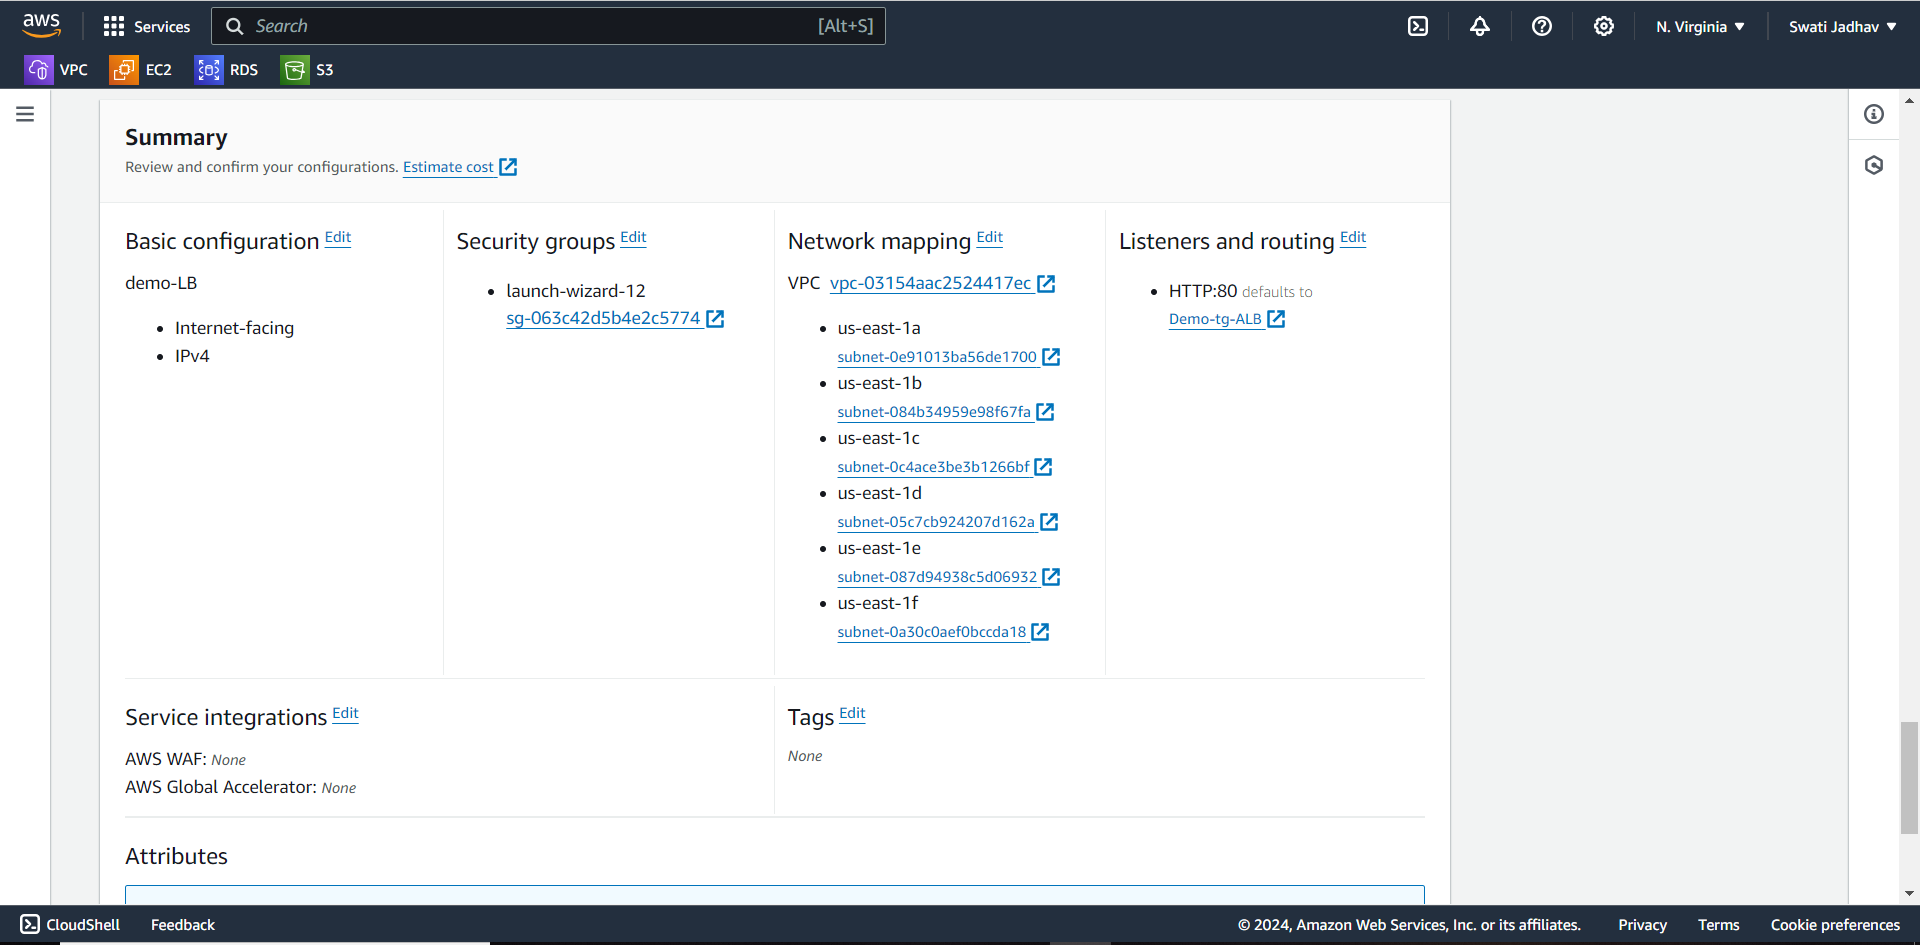 aws
Services
Search
[Alt+S]
N. Virginia
Swati Jadhav
VPC
EC2
RDS
S3
Summary
Review and confirm your configurations. Estimate cost
Basic configuration Edit
demo-LB
Internet-facing
IPv4
Security groups Edit
launch-wizard-12
sg-063c42d5b4e2c5774
Network mapping Edit
VPC vpc-03154aac2524417ec
us-east-1a
subnet-0e91013ba56de1700
us-east-1b
subnet-084b34959e98f67fa
us-east-1c
subnet-0c4ace3be3b1266bf
us-east-1d
subnet-05c7cb924207d162a
us-east-1e
subnet-087d94938c5d06932
us-east-1f
subnet-0a30c0aef0bccda18
Listeners and routing Edit
HTTP:80 defaults to
Demo-tg-ALB
Service integrations Edit
AWS WAF: None
AWS Global Accelerator: None
Tags Edit
None
Attributes
CloudShell
Feedback
© 2024, Amazon Web Services, Inc. or its affiliates.
Privacy
Terms
Cookie preferences